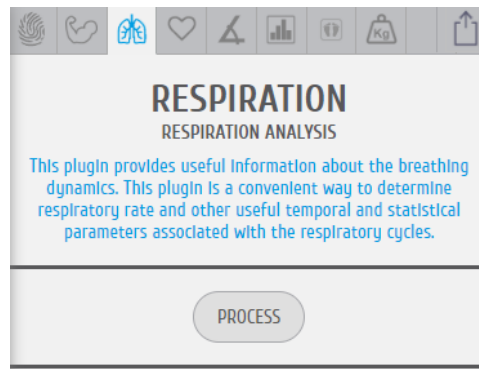 Kg
RESPIRATION
RESPIRATION ANALYSIS
This plugin provides useful information about the breathing
dynamics. This plugin is a convenient way to determine
respiratory rate and other useful temporal and statistical
parameters associated with the respiratory cycles.
PROCESS